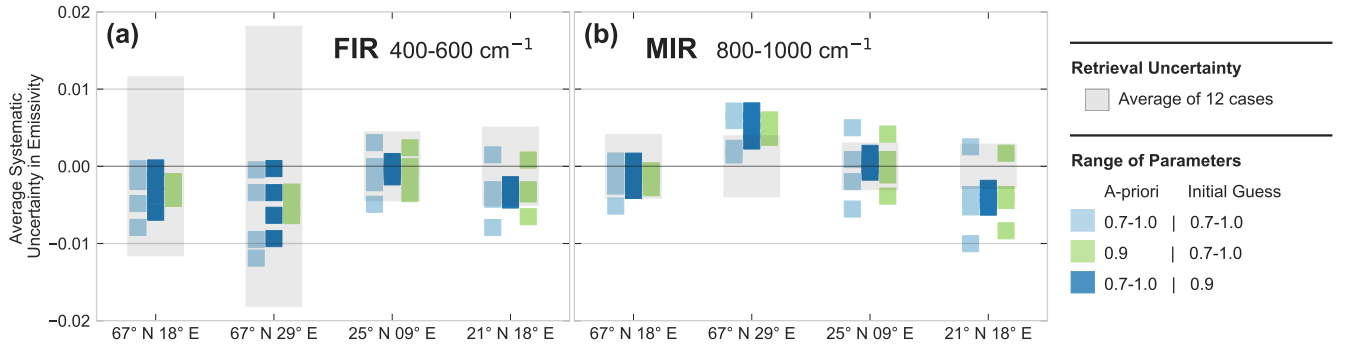 Average Systematic
Uncertainty in Emissivity
0.02
0.01
0.00
−0.01
−0.02
(a)
FIR 400-600 cm⁻¹
67° N 18° E
67° N 29° E
25° N 09° E
21° N 18° E
(b)
MIR 800-1000 cm⁻¹
67° N 18° E
67° N 29° E
25° N 09° E
21° N 18° E
Retrieval Uncertainty
Average of 12 cases
Range of Parameters
A-priori Initial Guess
0.7-1.0 | 0.7-1.0
0.9 | 0.7-1.0
0.7-1.0 | 0.9